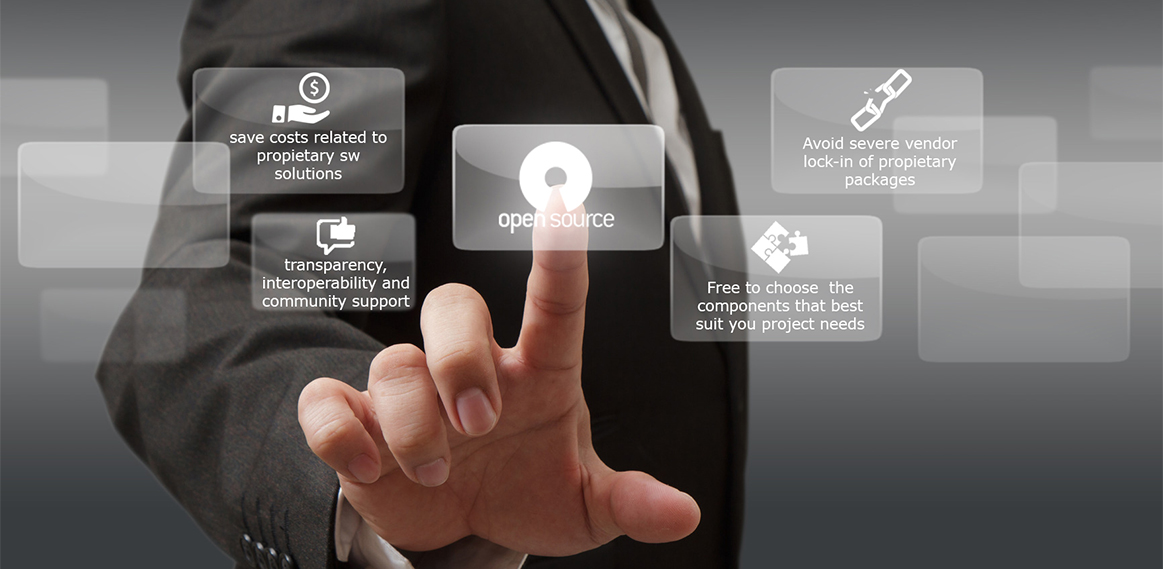 $
save costs related to
propietary sw
solutions
transparency,
interoperability and
community support
open source
Avoid severe vendor
lock-in of propietary
packages
Free to choose the
components that best
suit you project needs